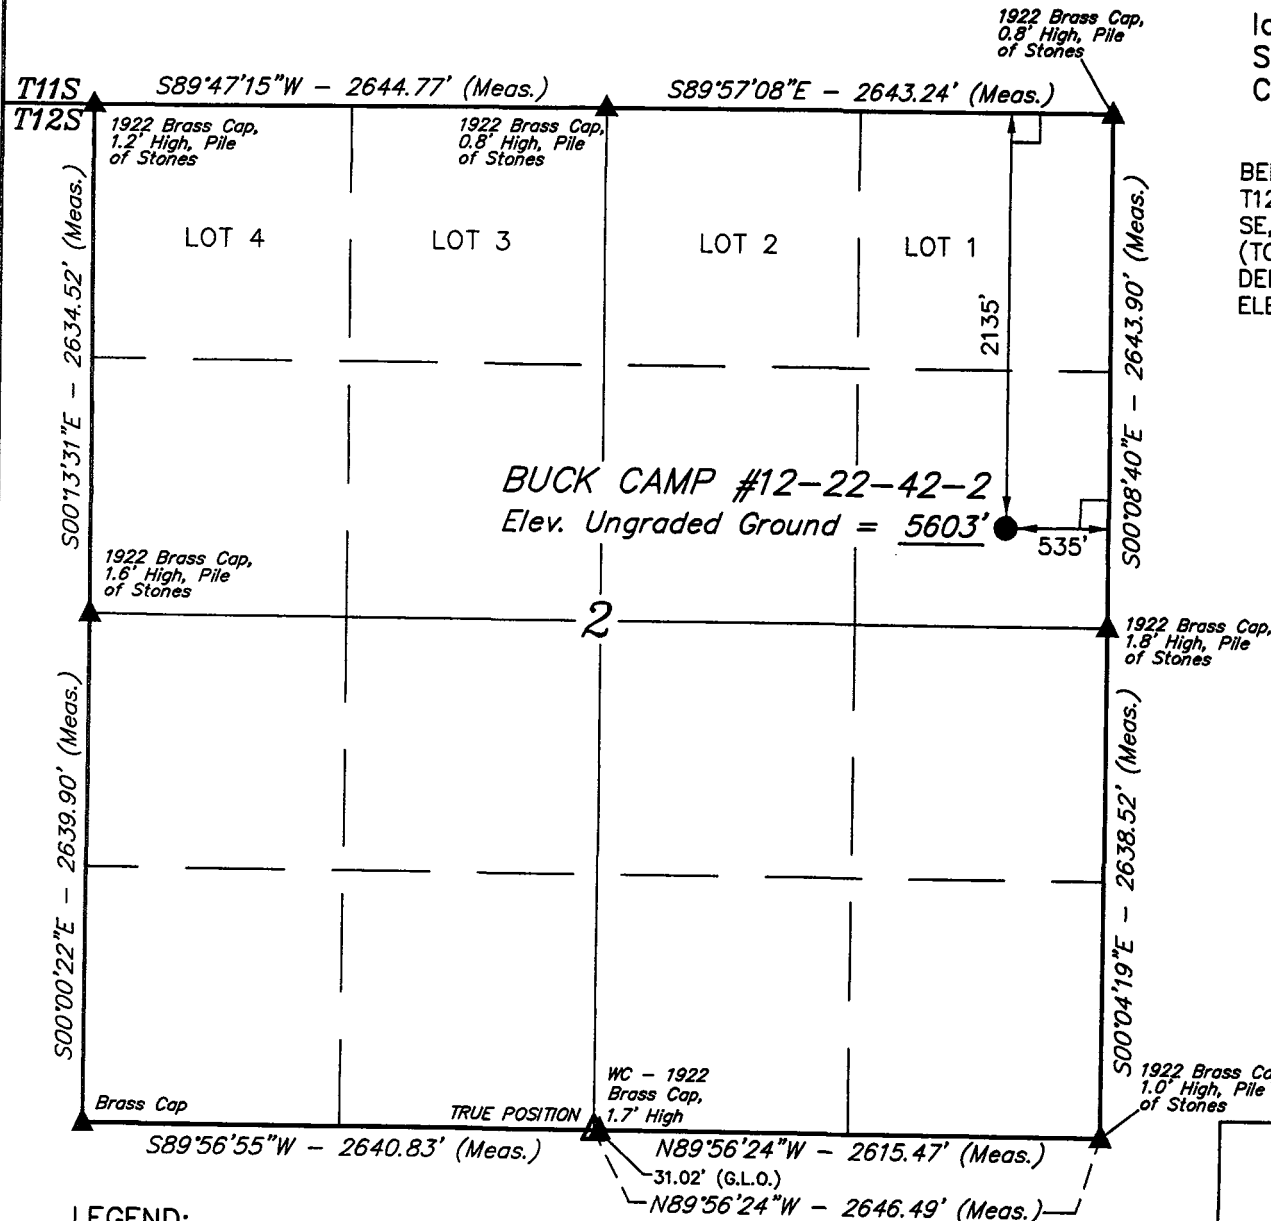 1922 Brass Cap,
0.8' High, Pile
of Stones
T11S
S89°47'15"W - 2644.77' (Meas.)
S89°57'08"E - 2643.24' (Meas.)
T12S
1922 Brass Cap,
1.2' High, Pile
of Stones
1922 Brass Cap,
0.8' High, Pile
of Stones
S00°13'31"E - 2634.52' (Meas.)
LOT 4
LOT 3
LOT 2
LOT 1
2135'
S00°08'40"E - 2643.90' (Meas.)
T12
SE,
ELE
BUCK CAMP #12-22-42-2
Elev. Ungraded Ground = 5603'
535'
1922 Brass Cap,
1.6' High, Pile
of Stones
2
1922 Brass Cap,
1.8' High, Pile
of Stones
S00°00'22"E - 2639.90' (Meas.)
S00°04'19"E - 2638.52' (Meas.)
Brass Cap
TRUE POSITION
WC - 1922
Brass Cap,
1.7' High
1922 Brass Ca
1.0' High, Pile
of Stones
S89°56'55"W - 2640.83' (Meas.)
N89°56'24"W - 2615.47' (Meas.)
31.02' (G.L.O.)
N89°56'24"W - 2646.49' (Meas.)
LEGEND: